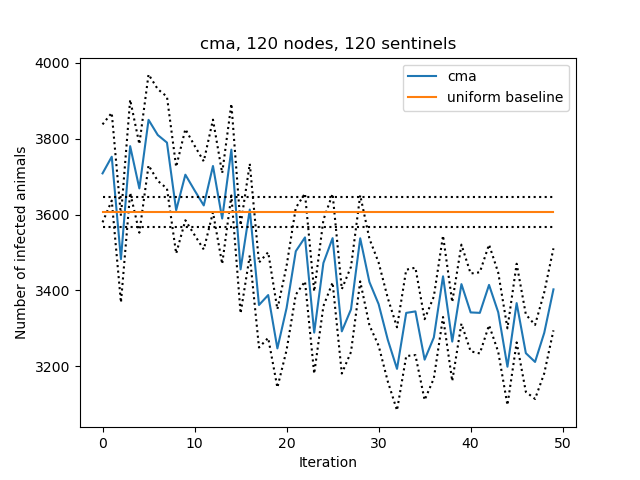 cma, 120 nodes, 120 sentinels
cma
uniform baseline
4000
3800
3600
3400
3200
Number of infected animals
0 10 20 30 40 50
Iteration